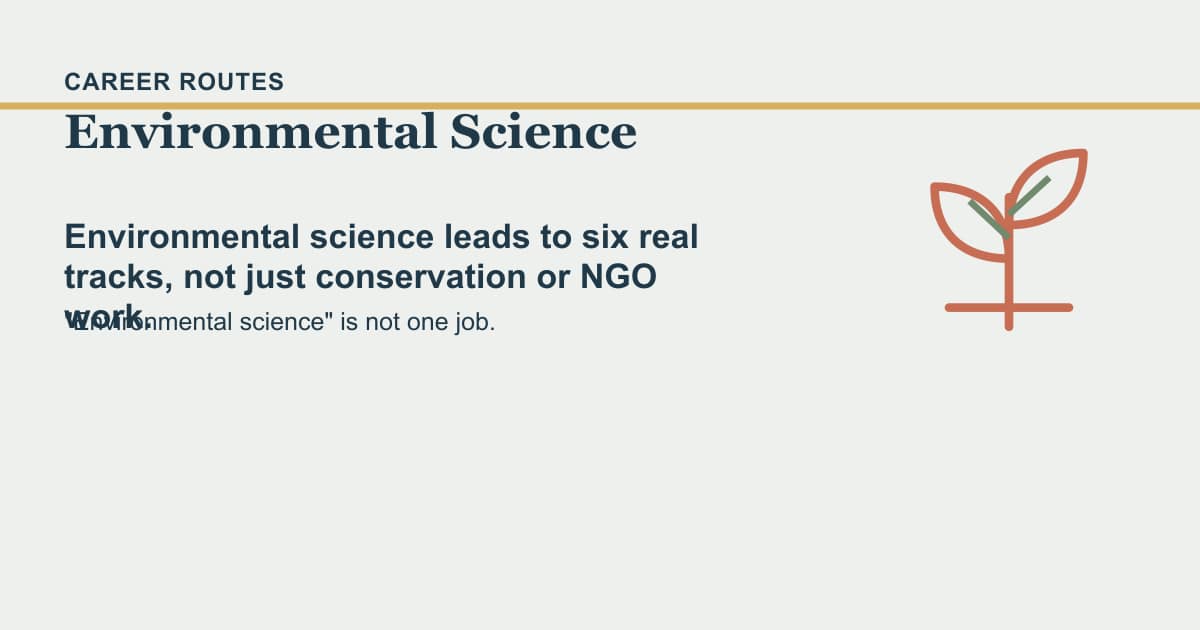 CAREER ROUTES
Environmental Science
Environmental science leads to six real
tracks, not just conservation or NGO
work.
"Environmental science" is not one job.